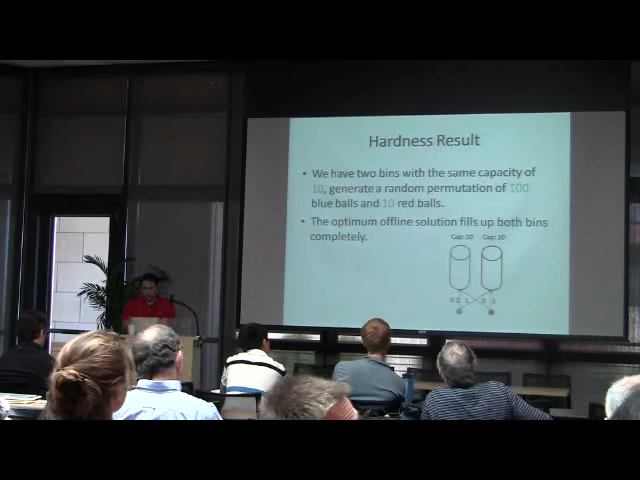 Hardness Result
• We have two bins with the same capacity of
10, generate a random permutation of 100
blue balls and 10 red balls.
• The optimum offline solution fills up both bins
completely.
Cap: 10 Cap: 10